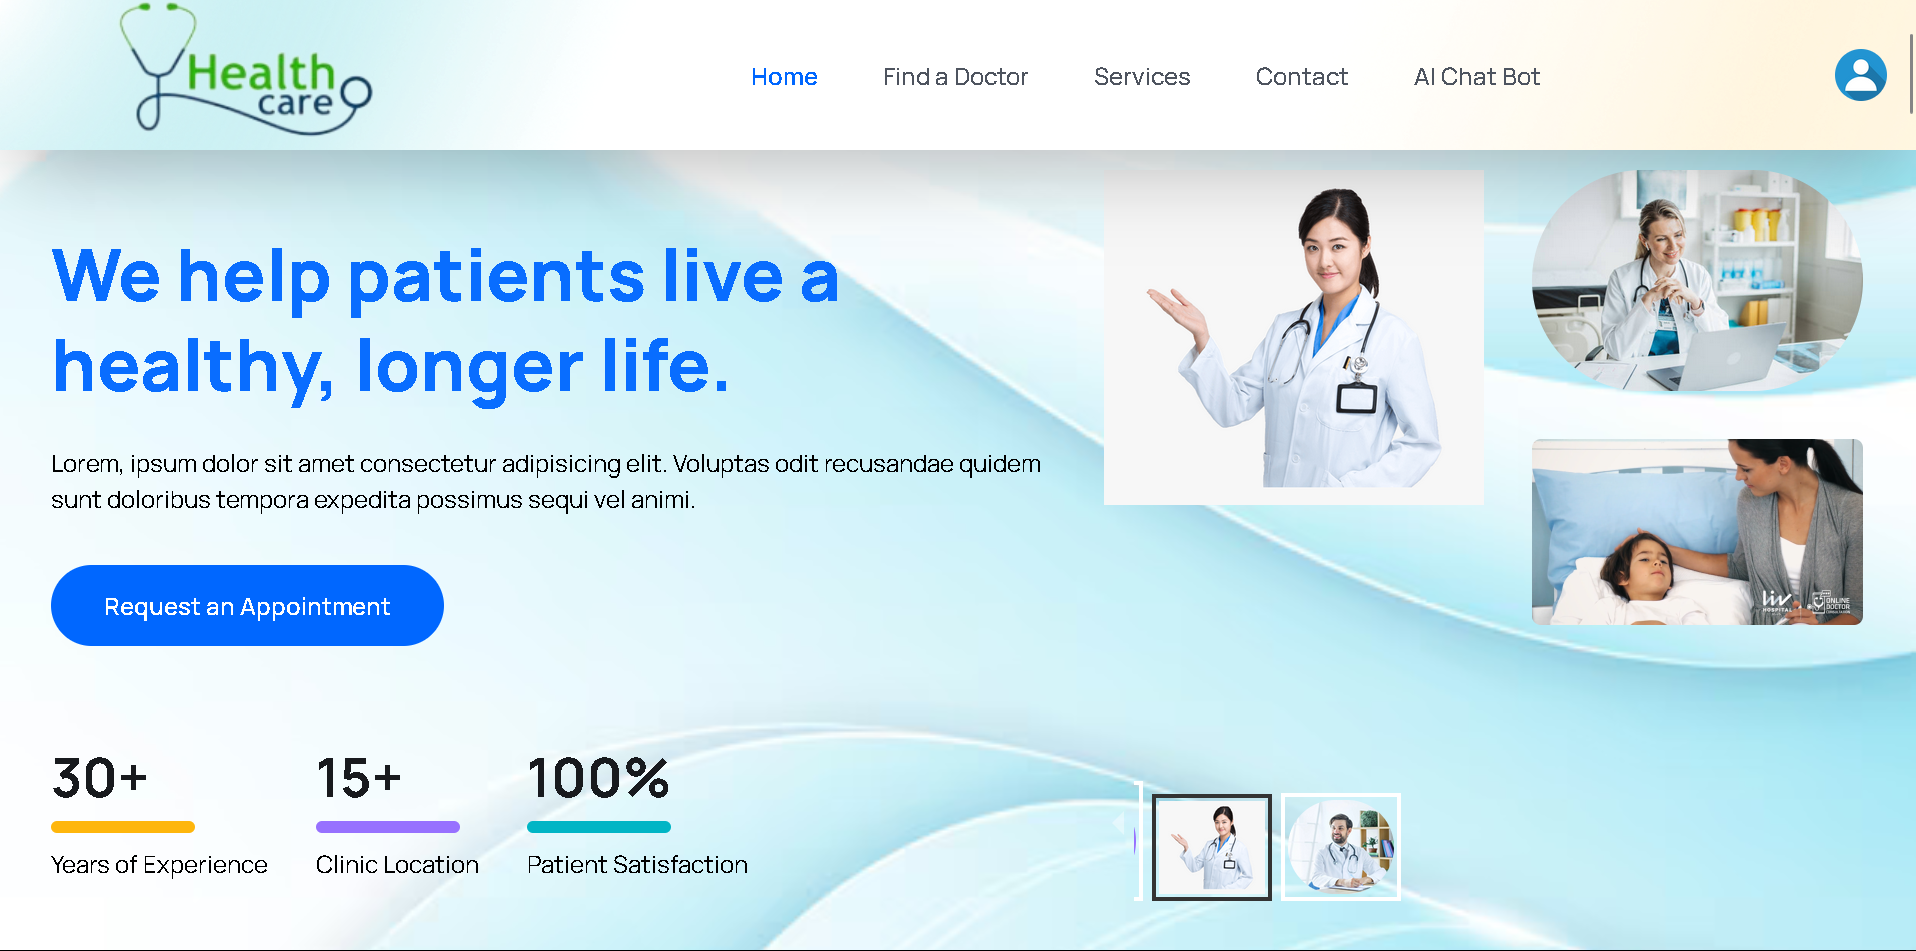 Health
care
Home
Find a Doctor
Services
Contact
AI Chat Bot
We help patients live a
healthy, longer life.
Lorem, ipsum dolor sit amet consectetur adipisicing elit. Voluptas odit recusandae quidem
sunt doloribus tempora expedita possimus sequi vel animi.
Request an Appointment
liv
HOSPITAL
ONLINE
DOCTOR
30+
15+
100%
Years of Experience
Clinic Location
Patient Satisfaction